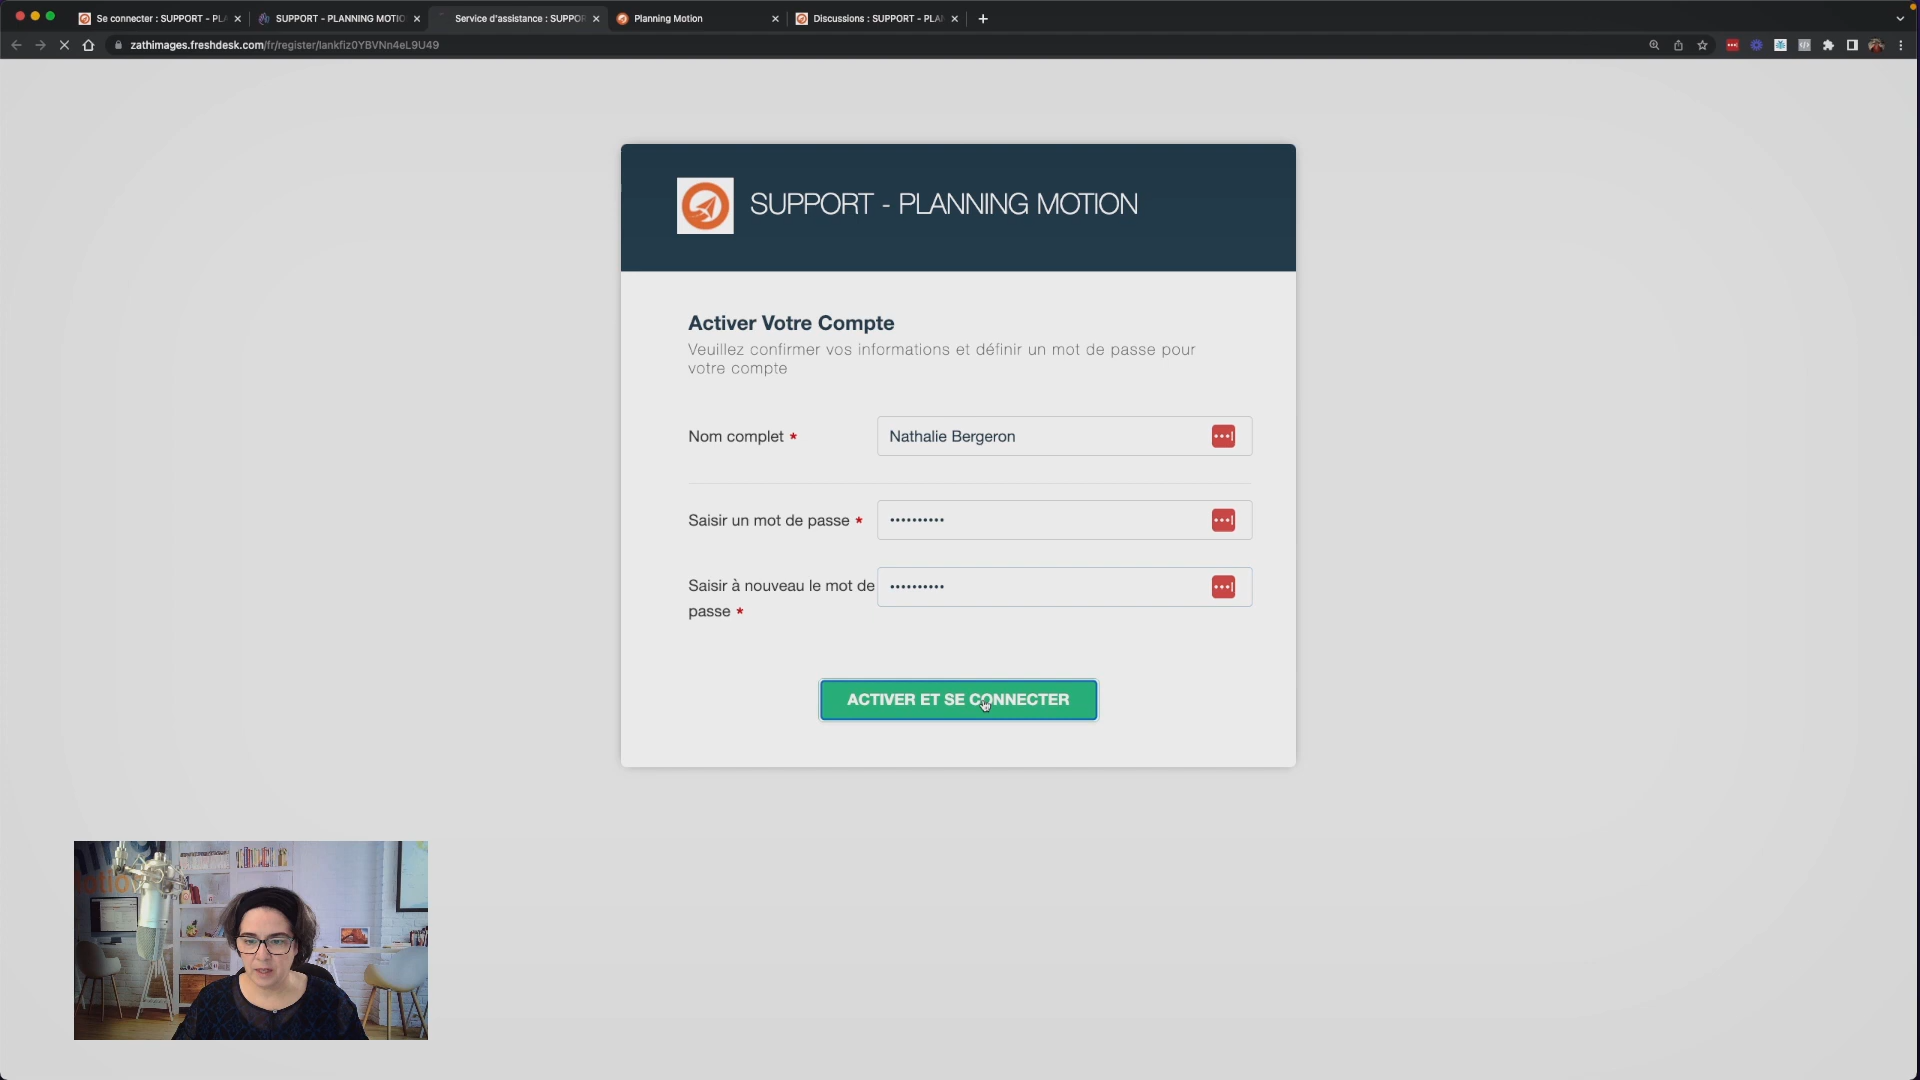 Se connecter : SUPPORT - PLA
SUPPORT - PLANNING MOTIO
Service d'assistance : SUPPOR
Planning Motion
Discussions : SUPPORT - PLAN
zathimages.freshdesk.com/fr/register/lankfiz0YBVNn4eL9U49
SUPPORT - PLANNING MOTION
Activer Votre Compte
Veuillez confirmer vos informations et définir un mot de passe pour
votre compte
Nom complet *
Nathalie Bergeron
Saisir un mot de passe *
••••••••••
Saisir à nouveau le mot de
passe *
••••••••••
ACTIVER ET SE CONNECTER